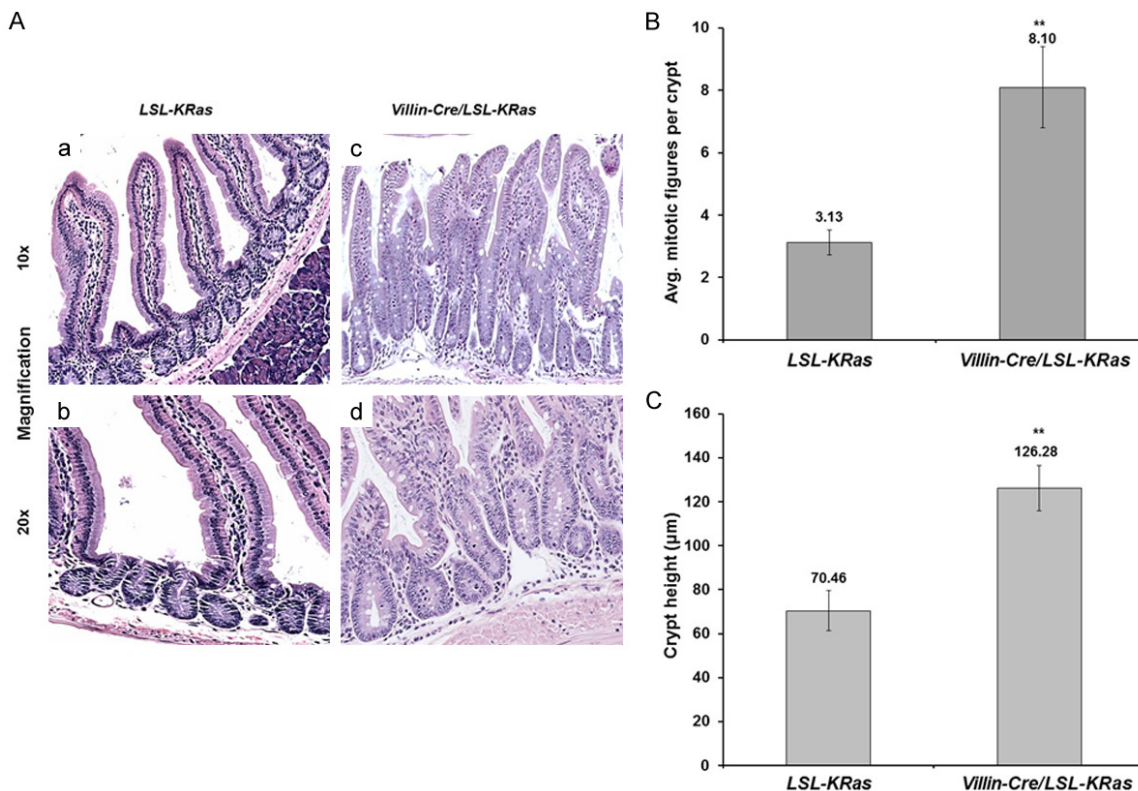 A
LSL-KRas
Villin-Cre/LSL-KRas
Magnification
10x
20x
a
c
b
d
B
Avg. mitotic figures per crypt
10
8
6
4
2
0
3.13
**
8.10
LSL-KRas
Villin-Cre/LSL-KRas
C
Crypt height (µm)
160
140
120
100
80
60
40
20
0
70.46
**
126.28
LSL-KRas
Villin-Cre/LSL-KRas